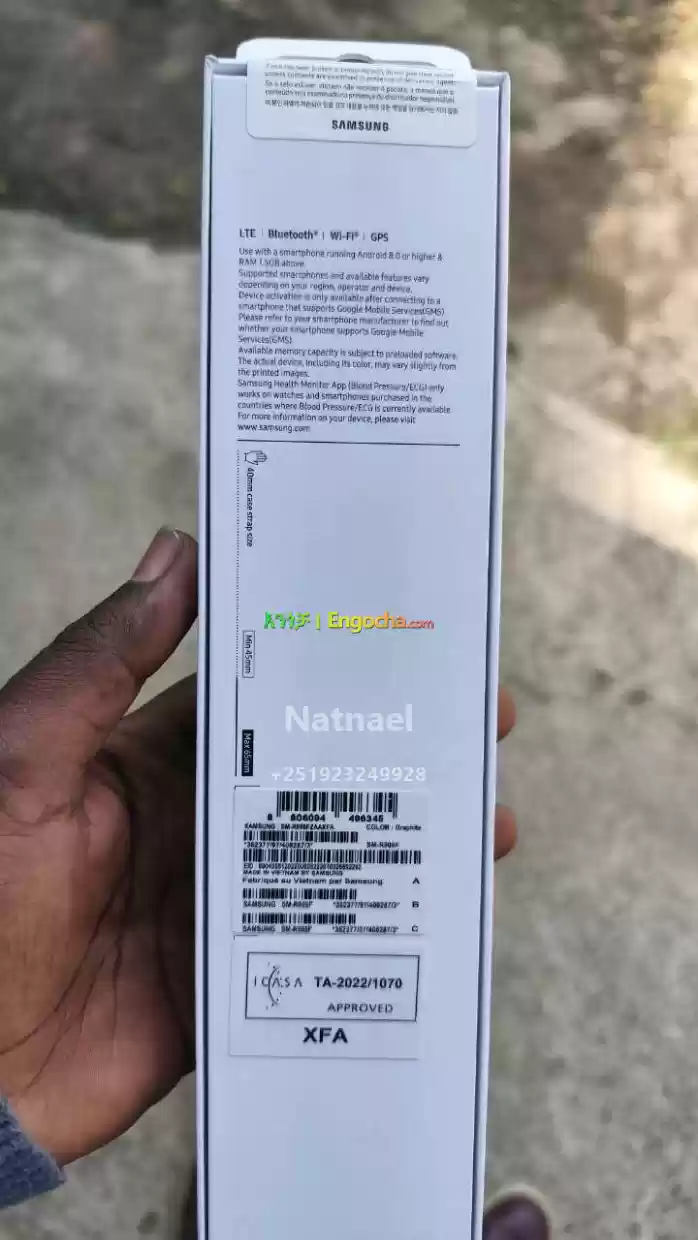 SAMSUNG
LTE | Bluetooth® | Wi-Fi® | GPS
Use with a smartphone running Android 8.0 or higher &
RAM 1.5GB above.
Supported smartphones and available features vary
depending on your region, operator and device.
Device activation is only available after connecting to a
smartphone that supports Google Mobile Services(GMS)
Please refer to your smartphone manufacturer to find out
whether your smartphone supports Google Mobile
Services(GMS)
Available memory capacity is subject to preloaded software.
The actual device, including its color, may vary slightly from
the printed images.
Samsung Health Monitor App (Blood Pressure/ECG) only
works on watches and smartphones purchased in the
countries where Blood Pressure/ECG is currently available
For more information on your device, please visit
www.samsung.com
40mm case strap size
እንጎቻ | Engocha.com
Min 45mm
Natnael
Max 65mm
+251923249928
8 806094 496345
SAMSUNG COLOR : Graphite
MADE IN VIETNAM BY SAMSUNG
Fabriqué au Vietnam par Samsung A
SAMSUNG B
SAMSUNG C
ICASA TA-2022/1070
APPROVED
XFA